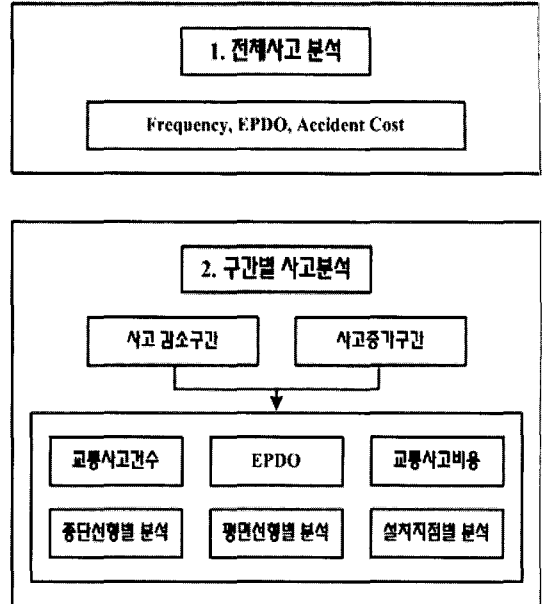 1. 전체사고 분석
Frequency, EPDO, Accident Cost
2. 구간별 사고분석
사고 감소구간
사고증가구간
교통사고건수
EPDO
교통사고비용
종단선형별 분석
평면선형별 분석
설치지점별 분석